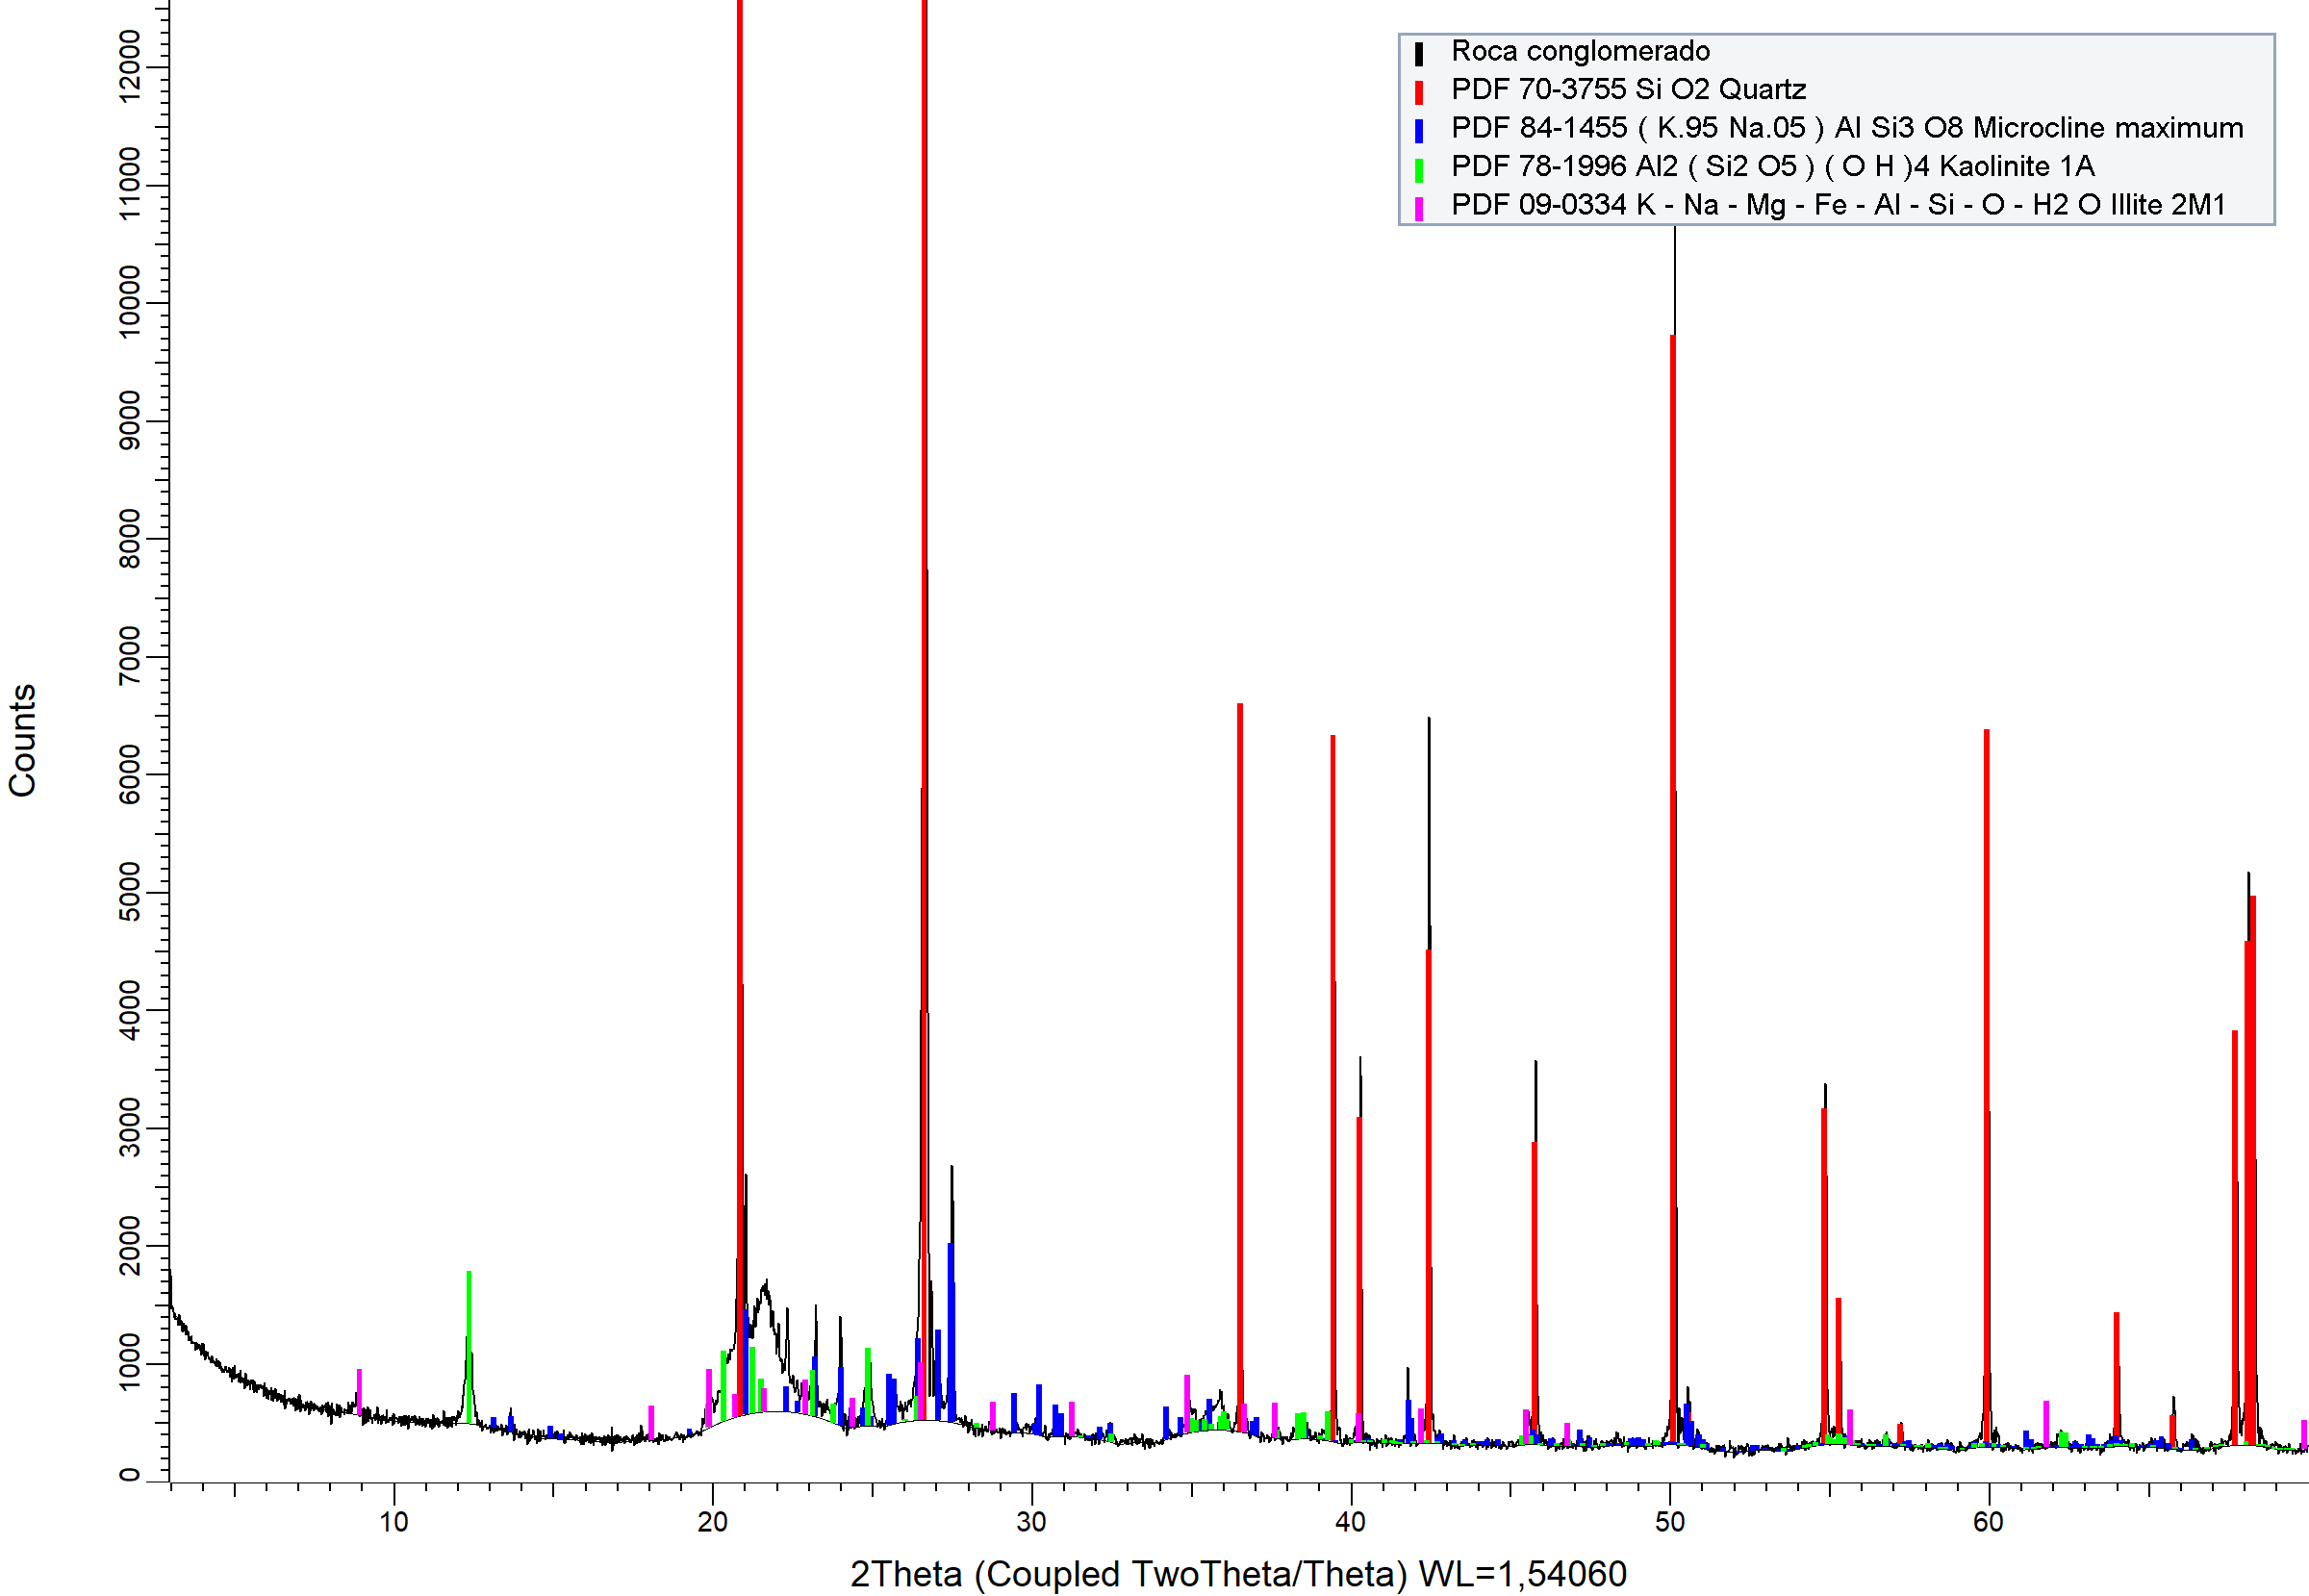 Roca conglomerado
PDF 70-3755 Si O2 Quartz
PDF 84-1455 ( K.95 Na.05 ) Al Si3 O8 Microcline maximum
PDF 78-1996 Al2 ( Si2 O5 ) ( O H )4 Kaolinite 1A
PDF 09-0334 K - Na - Mg - Fe - Al - Si - O - H2 O Illite 2M1
Counts
12000
11000
10000
9000
8000
7000
6000
5000
4000
3000
2000
1000
0
10 20 30 40 50 60
2Theta (Coupled TwoTheta/Theta) WL=1,54060